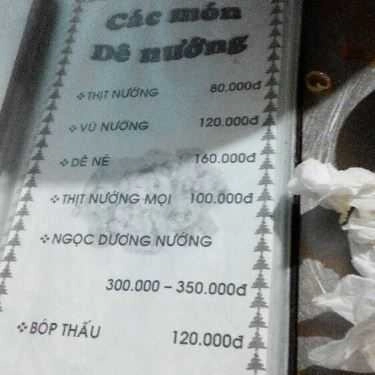 Các món
Dê nướng
THỊT NƯỚNG 80.000đ
VÚ NƯỚNG 120.000đ
DÊ NÉ 160.000đ
THỊT NƯỚNG MỌI 100.000đ
NGỌC DƯƠNG NƯỚNG
300.000 – 350.000đ
BÓP THẤU 120.000đ